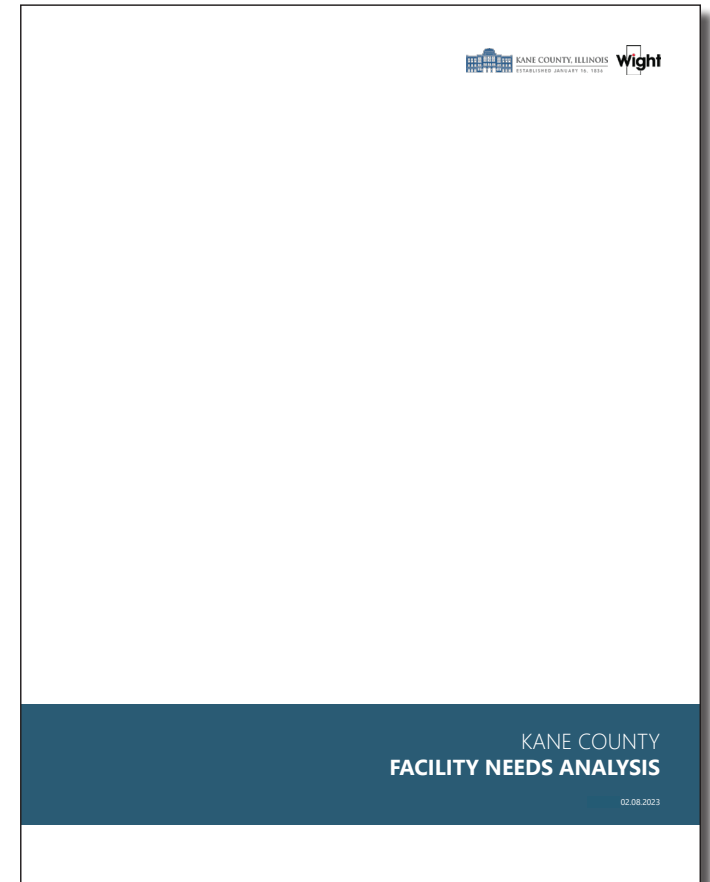 KANE COUNTY, ILLINOIS
ESTABLISHED JANUARY 16, 1836
Wight
KANE COUNTY
FACILITY NEEDS ANALYSIS
02.08.2023